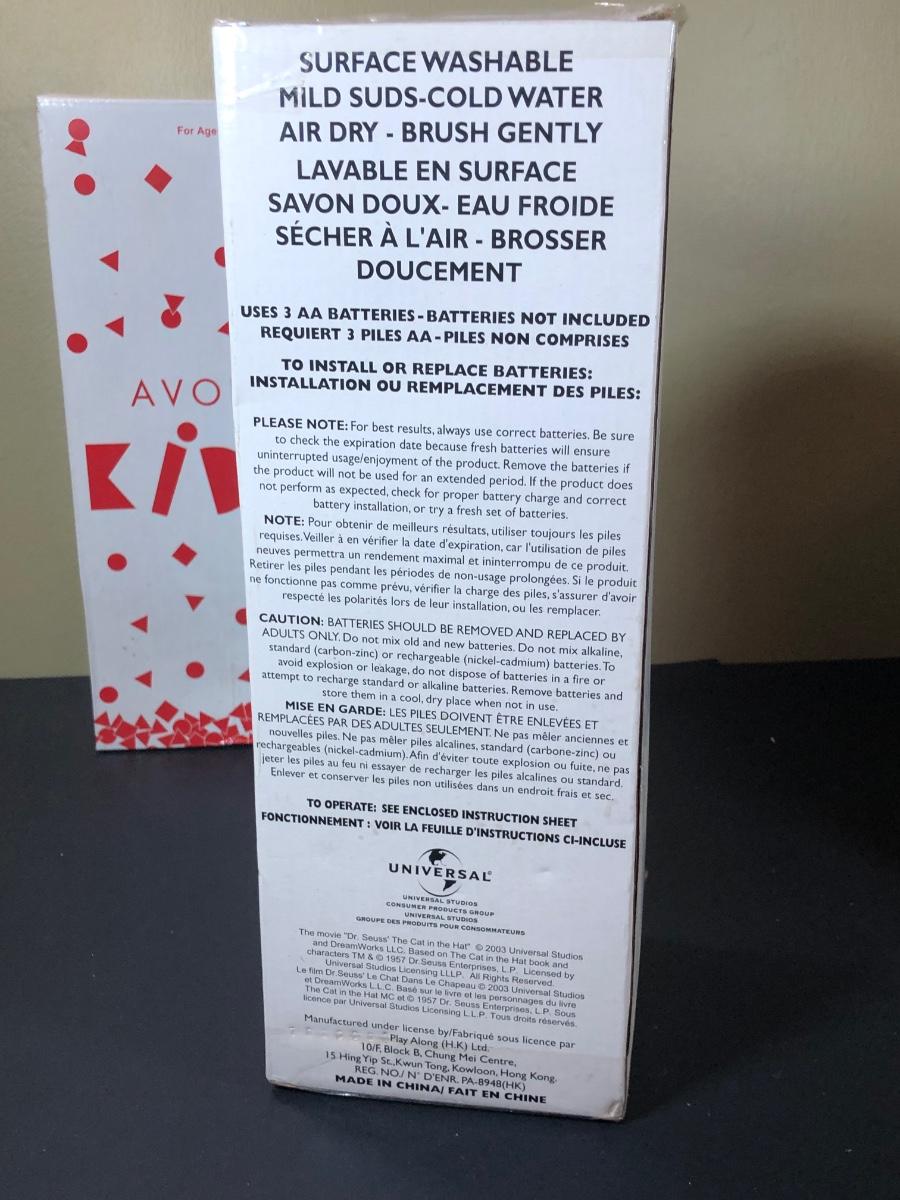 SURFACE WASHABLE
MILD SUDS-COLD WATER
AIR DRY - BRUSH GENTLY
LAVABLE EN SURFACE
SAVON DOUX- EAU FROIDE
SÉCHER À L'AIR - BROSSER
DOUCEMENT
USES 3 AA BATTERIES-BATTERIES NOT INCLUDED
REQUIERT 3 PILES AA-PILES NON COMPRISES
TO INSTALL OR REPLACE BATTERIES:
INSTALLATION OU REMPLACEMENT DES PILES:
PLEASE NOTE: For best results, always use correct batteries. Be sure
to check the expiration date because fresh batteries will ensure
uninterrupted usage/enjoyment of the product. Remove the batteries if
the product will not be used for an extended period. If the product does
not perform as expected, check for proper battery charge and correct
battery installation, or try a fresh set of batteries.
NOTE: Pour obtenir de meilleurs résultats, utiliser toujours les piles
requises. Veiller à en vérifier la date d'expiration, car l'utilisation de piles
neuves permettra un rendement maximal et ininterrompu de ce produit.
Retirer les piles pendant les périodes de non-usage prolongées. Si le produit
ne fonctionne pas comme prévu, vérifier la charge des piles, s'assurer d'avoir
respecté les polarités lors de leur installation, ou les remplacer.
CAUTION: BATTERIES SHOULD BE REMOVED AND REPLACED BY
ADULTS ONLY. Do not mix old and new batteries. Do not mix alkaline,
standard (carbon-zinc) or rechargeable (nickel-cadmium) batteries. To
avoid explosion or leakage, do not dispose of batteries in a fire or
attempt to recharge standard or alkaline batteries. Remove batteries and
store them in a cool, dry place when not in use.
MISE EN GARDE: LES PILES DOIVENT ÊTRE ENLEVÉES ET
REMPLACÉES PAR DES ADULTES SEULEMENT. Ne pas mêler anciennes et
nouvelles piles. Ne pas mêler piles alcalines, standard (carbone-zinc) ou
rechargeables (nickel-cadmium). Afin d'éviter toute explosion ou fuite, ne pas
jeter les piles au feu ni essayer de recharger les piles alcalines ou standard.
Enlever et conserver les piles non utilisées dans un endroit frais et sec.
TO OPERATE: SEE ENCLOSED INSTRUCTION SHEET
FONCTIONNEMENT : VOIR LA FEUILLE D'INSTRUCTIONS CI-INCLUSE
UNIVERSAL®
UNIVERSAL STUDIOS
CONSUMER PRODUCTS GROUP
UNIVERSAL STUDIOS
GROUPE DES PRODUITS POUR CONSOMMATEURS
The movie "Dr. Seuss' The Cat in the Hat" © 2003 Universal Studios
and DreamWorks LLC. Based on The Cat in the Hat book and
characters TM & © 1957 Dr. Seuss Enterprises, L.P. Licensed by
Universal Studios Licensing LLLP. All Rights Reserved.
Le film Dr.Seuss' Le Chat Dans Le Chapeau © 2003 Universal Studios
et DreamWorks L.L.C. Basé sur le livre et les personnages du livre
The Cat in the Hat MC et © 1957 Dr. Seuss Enterprises, L.P. Sous
licence par Universal Studios Licensing L.L.P. Tous droits réservés.
Manufactured under license by/Fabriqué sous licence par
Play Along (H.K) Ltd.
10/F, Block B, Chung Mei Centre,
15 Hing Yip St., Kwun Tong, Kowloon, Hong Kong.
REG. NO./ N° D'ENR. PA-8948(HK)
MADE IN CHINA/ FAIT EN CHINE
For Age
AVO
KID